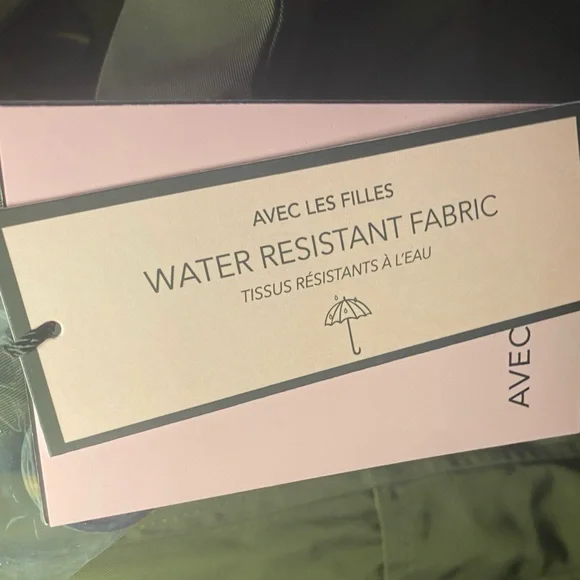 AVEC LES FILLES
WATER RESISTANT FABRIC
TISSUS RÉSISTANTS À L'EAU
AVEC